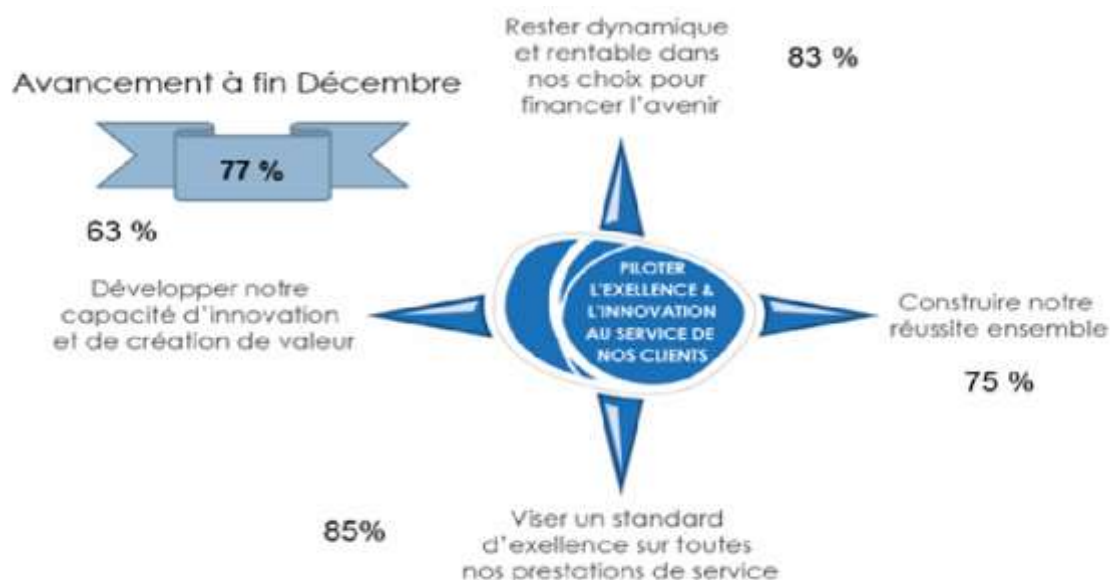 Rester dynamique
et rentable dans
nos choix pour
financer l'avenir
83 %
Avancement à fin Décembre
77 %
63 %
Développer notre
capacité d'innovation
et de création de valeur
PILOTER
L'EXELLENCE &
L'INNOVATION
AU SERVICE DE
NOS CLIENTS
Construire notre
réussite ensemble
75 %
85%
Viser un standard
d'exellence sur toutes
nos prestations de service